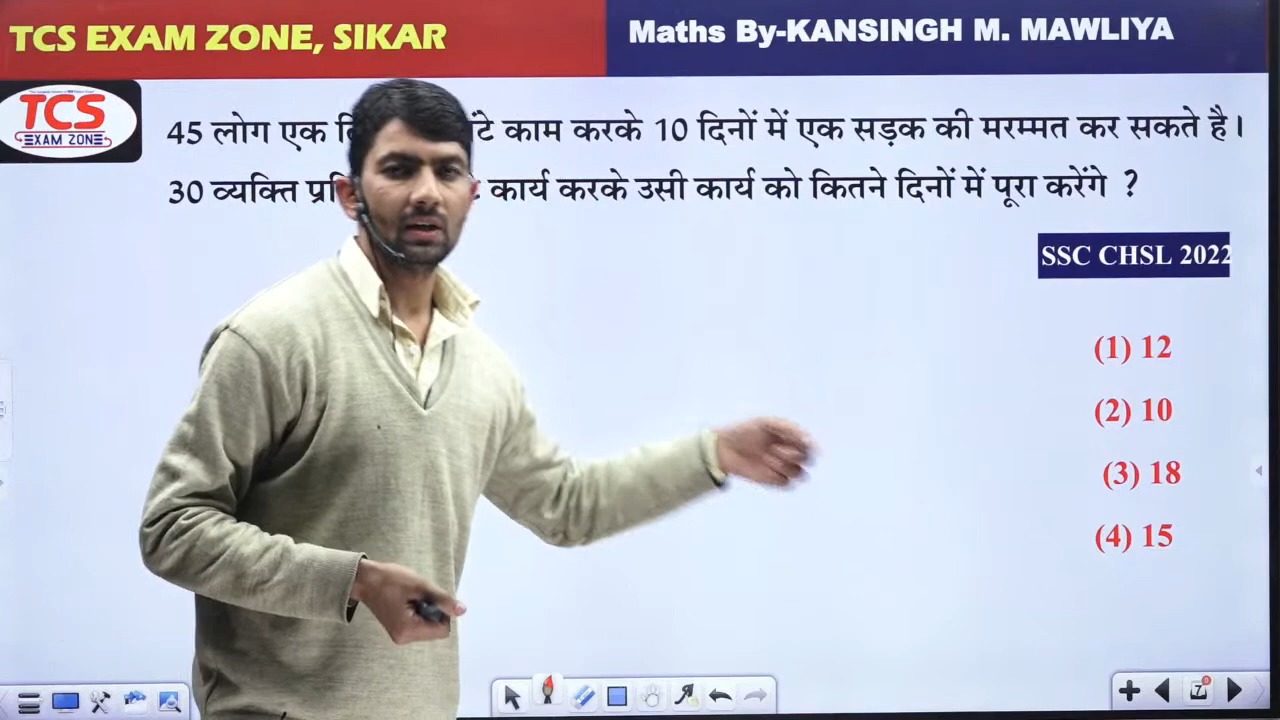 TCS EXAM ZONE, SIKAR
Maths By-KANSINGH M. MAWLIYA
TCS
EXAM ZONE
45 लोग एक काम करके 10 दिनों में एक सड़क की मरम्मत कर सकते है।
30 व्यक्ति कार्य करके उसी कार्य को कितने दिनों में पूरा करेंगे ?
SSC CHSL 2022
(1) 12
(2) 10
(3) 18
(4) 15
7